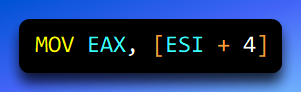 MOV EAX, [ESI + 4]